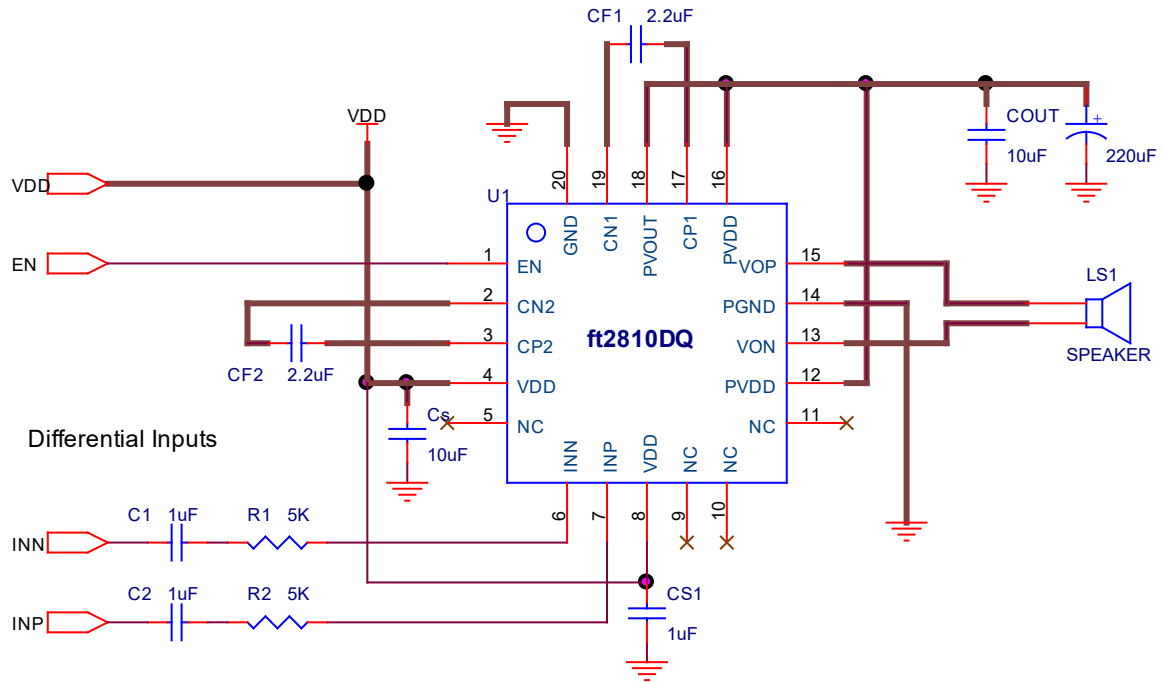 CF1 2.2uF
VDD
COUT
10uF
+
220uF
VDD
U1
20
19
18
17
16
GND
CN1
PVOUT
CP1
PVDD
EN
1
EN
2
CN2
3
CP2
4
VDD
5
NC
CF2 2.2uF
ft2810DQ
VOP
15
PGND
14
VON
13
PVDD
12
NC
11
LS1
SPEAKER
Cs
10uF
Differential Inputs
INN
INP
VDD
NC
NC
6
7
8
9
10
INN
C1 1uF R1 5K
INP
C2 1uF R2 5K
CS1
1uF